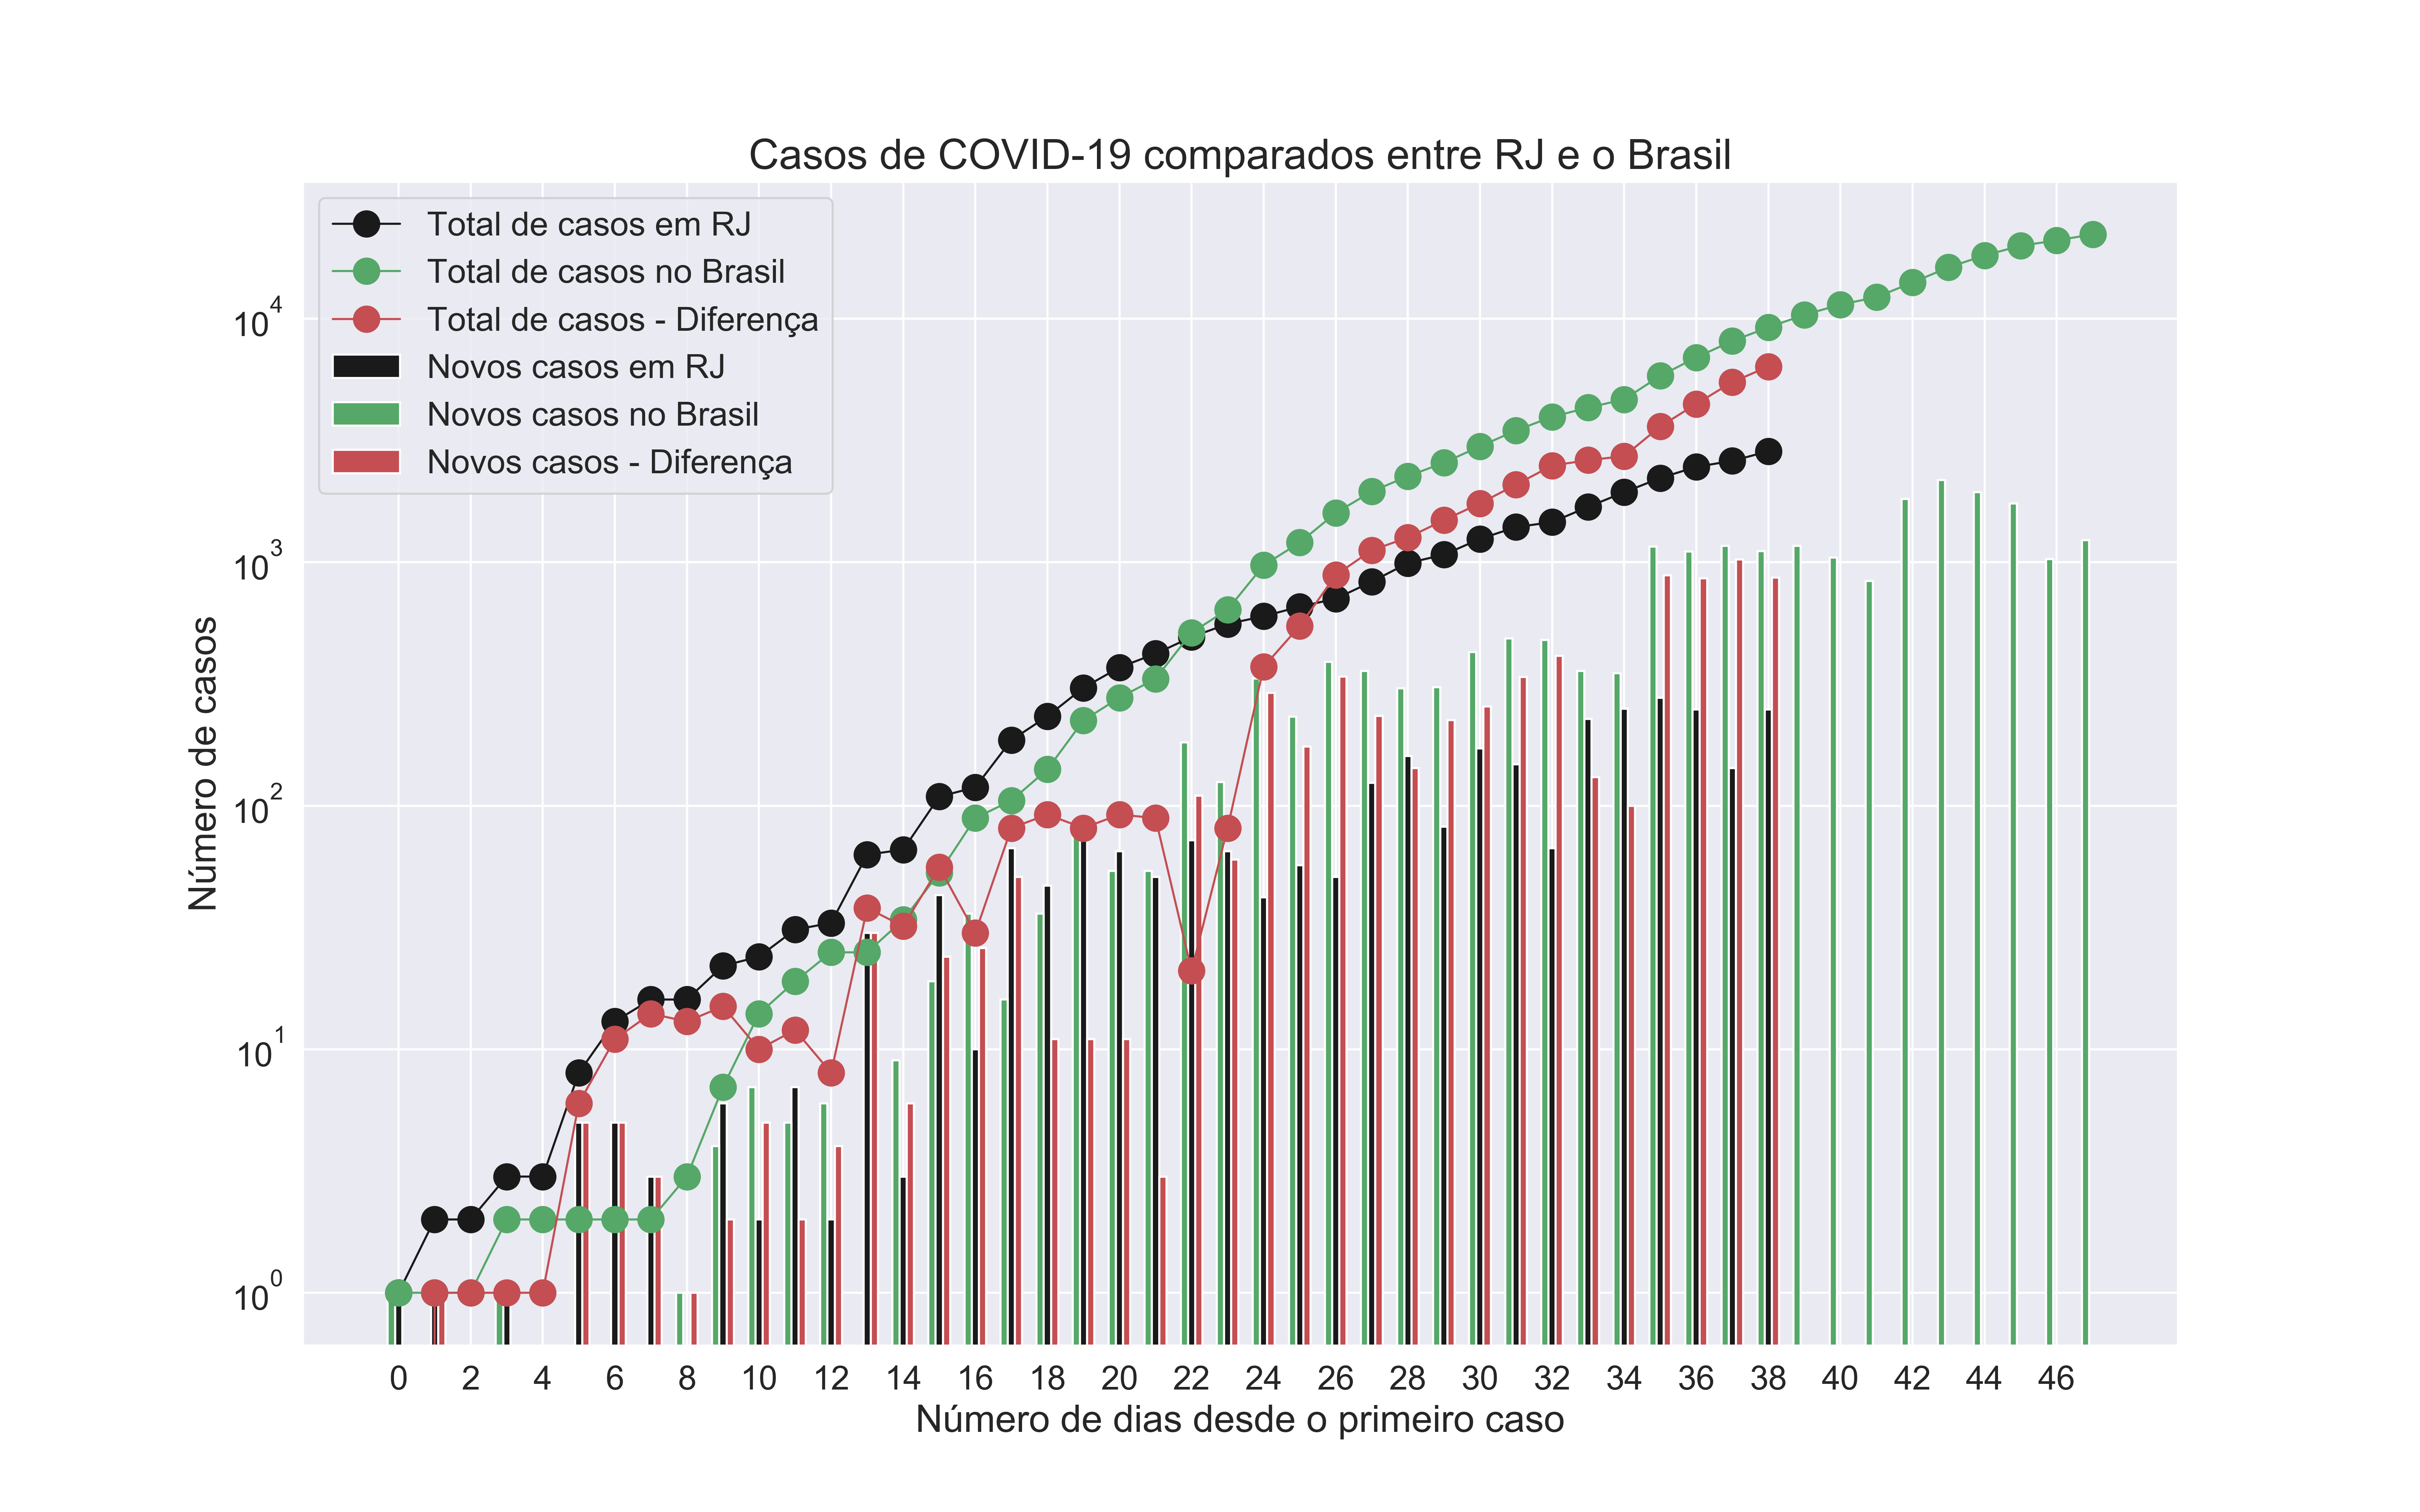 Casos de COVID-19 comparados entre RJ e o Brasil
Total de casos em RJ
Total de casos no Brasil
Total de casos - Diferença
Novos casos em RJ
Novos casos no Brasil
Novos casos - Diferença
Número de casos
10^4
10^3
10^2
10^1
10^0
0 2 4 6 8 10 12 14 16 18 20 22 24 26 28 30 32 34 36 38 40 42 44 46
Número de dias desde o primeiro caso